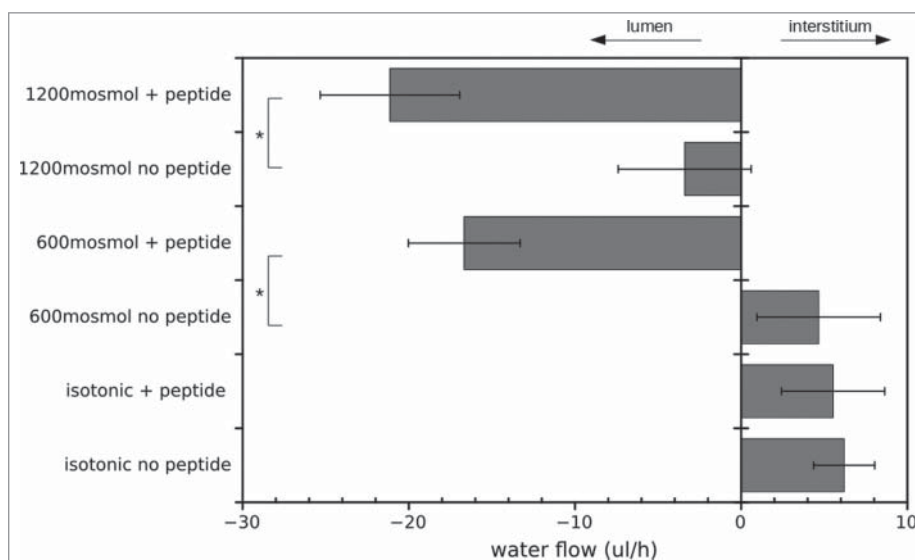 lumen interstitium
1200mosmol + peptide
*
1200mosmol no peptide
600mosmol + peptide
*
600mosmol no peptide
isotonic + peptide
isotonic no peptide
−30 −20 −10 0 10
water flow (ul/h)